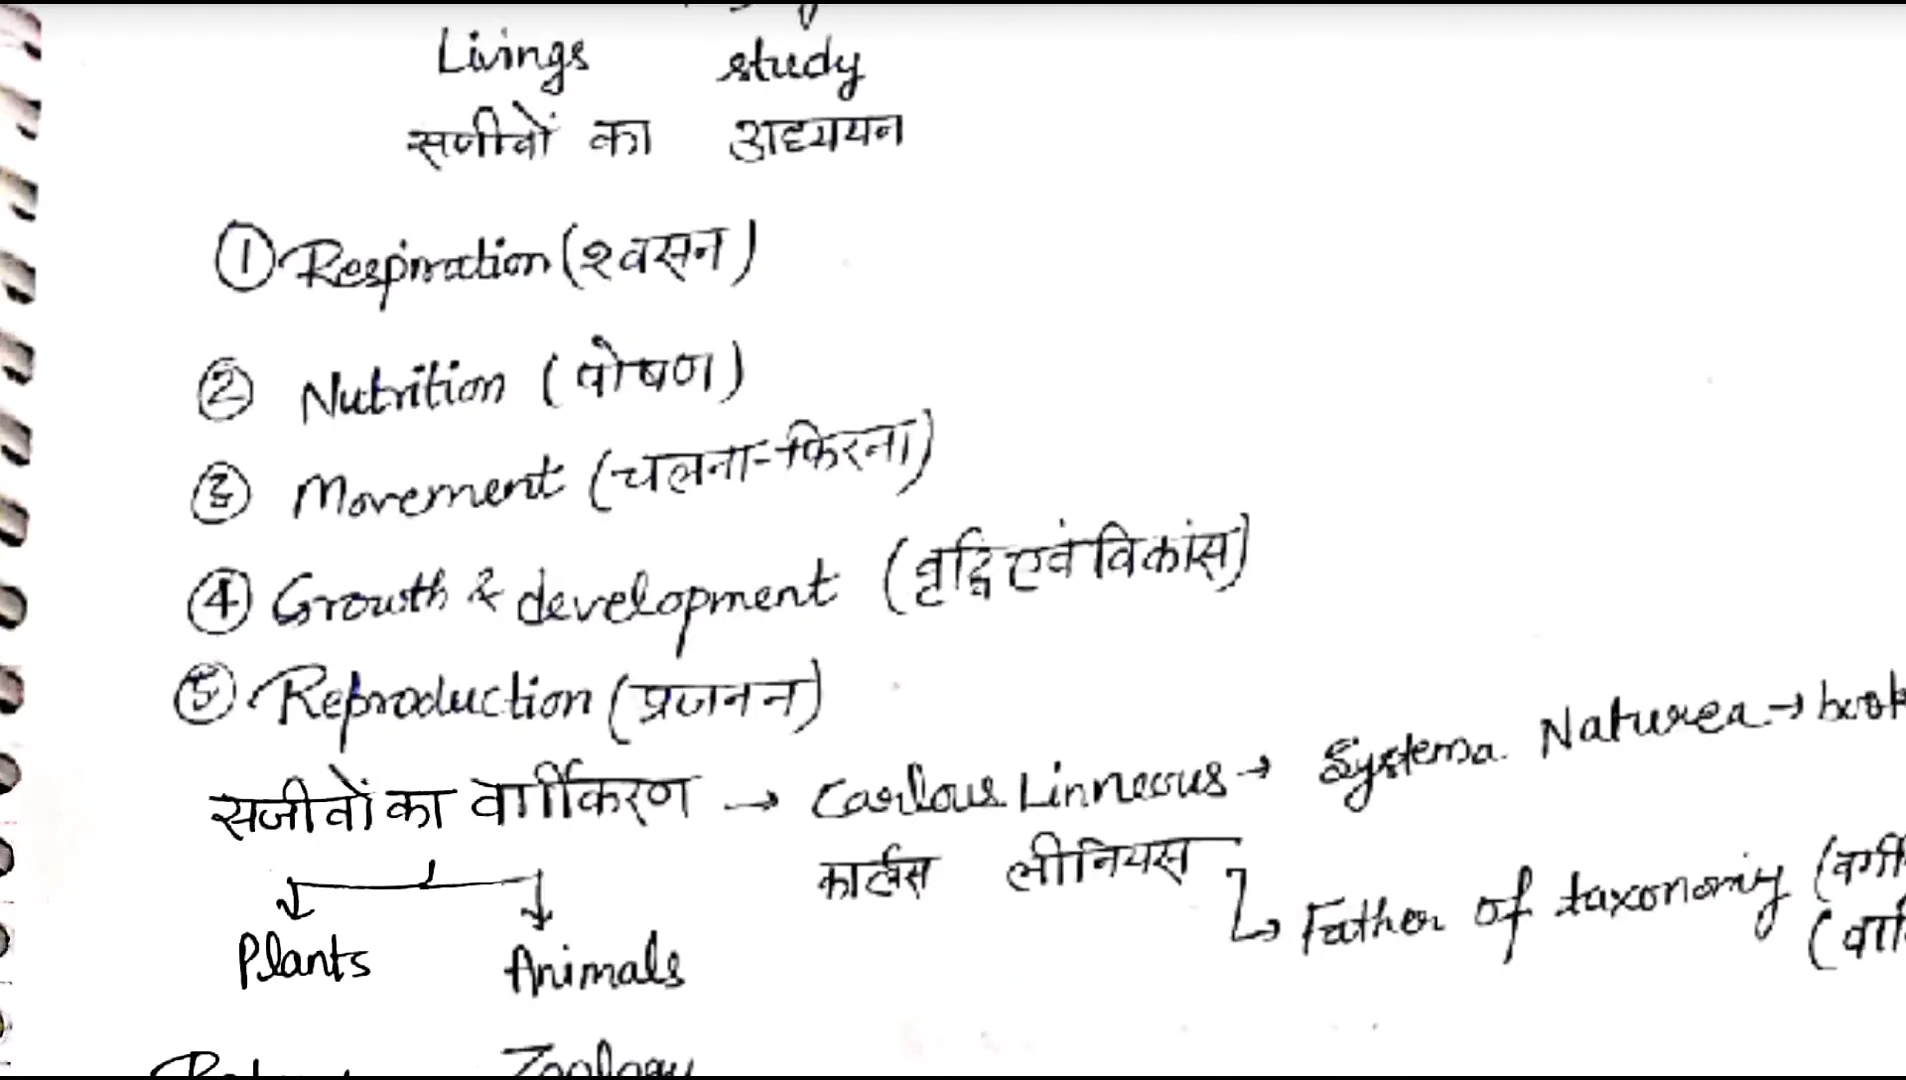 Livings study
सजीवों का अध्ययन
① Respiration (श्वसन)
② Nutrition (पोषण)
③ Movement (चलना-फिरना)
④ Growth & development (वृद्धि एवं विकांस)
⑤ Reproduction (प्रजनन)
सजीवों का वर्गीकरण → Carlous Linneous → Systema Naturea → book
कार्लस लीनियस ↳ Father of taxonomy
Plants Animals
Zoology